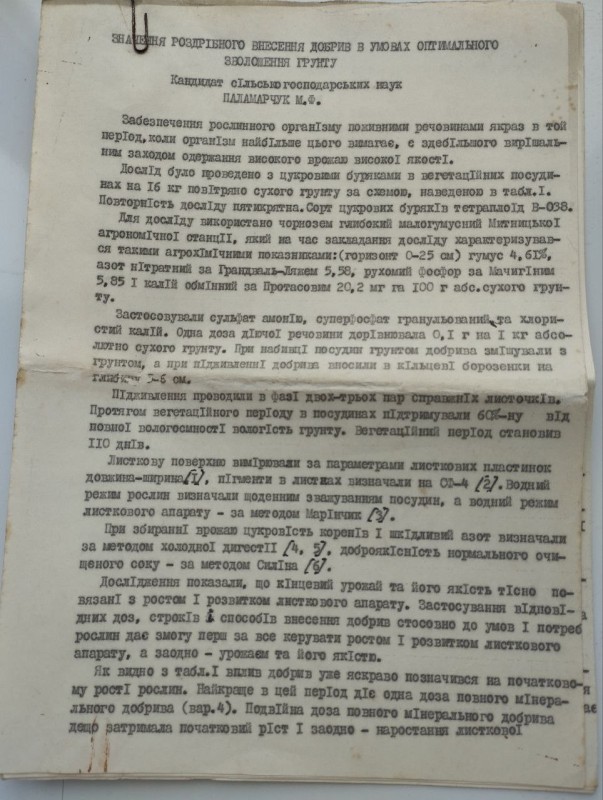 ЗНАЧЕННЯ РОЗДРІБНОГО ВНЕСЕННЯ ДОБРИВ В УМОВАХ ОПТИМАЛЬНОГО
ЗВОЛОЖЕННЯ ГРУНТУ
Кандидат сільськогосподарських наук
ПАЛАМАРЧУК М.Ф.
Забезпечення рослинного організму поживними речовинами якраз в той
період,коли організм найбільше цього вимагає, є здебільшого вирішаль-
ним заходом одержання високого врожаю високої якості.
Дослід було проведено з цукровими буряками в вегетаційних посуди-
нах на 16 кг повітряно сухого грунту за схемою, наведеною в табл.І.
Повторність досліду пятикратна.Сорт цукрових буряків тетраплоїд В-038.
Для досліду використано чорнозем глибокий малогумусний Митницької
агрономічної станції, який на час закладання досліду характеризував-
ся такими агрохімічними показниками:(горизонт 0-25 см) гумус 4,61%,
азот нітратний за Грандваль-Ляжем 5,58, рухомий фосфор за Мачигіним
5,85 і калій обмінний за Протасовим 20,2 мг на 100 г абс.сухого грун-
ту.
Застосовували сульфат амонію, суперфосфат гранульований та хлори-
стий калій. Одна доза діючої речовини дорівнювала 0,І г на І кг абсо-
лютно сухого грунту. При набивці посудин грунтом добрива змішували з
грунтом, а при підживленні добрива вносили в кільцеві борозенки на
глибину 5-6 см.
Підживлення проводили в фазі двох-трьох пар справжніх листочків.
Протягом вегетаційного періоду в посудинах підтримували 60%-ну від
повної вологоємності вологість грунту. Вегетаційний період становив
ІІ0 днів.
Листкову поверхню вимірювали за параметрами листкових пластинок
довжина-ширина[1], пігменти в листках визначали на СФ-4 [2].Водний
режим рослин визначали щоденним зважуванням посудин, а водний режим
листкового апарату - за методом Марінчик [3].
При збиранні врожаю цукровість коренів і шкідливий азот визначали
за методом холодної дигестії [4, 5], доброякісність нормального очи-
щеного соку - за методом Силіна [6].
Дослідження показали, що кінцевий урожай та його якість тісно по-
вязані з ростом і розвитком листкового апарату. Застосування відпові-
дних доз, строків і способів внесення добрив стосовно до умов і потреб
рослин дає змогу перш за все керувати ростом і розвитком листкового
апарату, а заодно - урожаєм та його якістю.
Як видно з табл.І вплив добрив уже яскраво позначився на початково-
му рості рослин. Найкраще в цей період діє одна доза повного мінера-
льного добрива (вар.4). Подвійна доза повного мінерального добрива
дещо затримала початковий ріст і заодно - наростання листкової